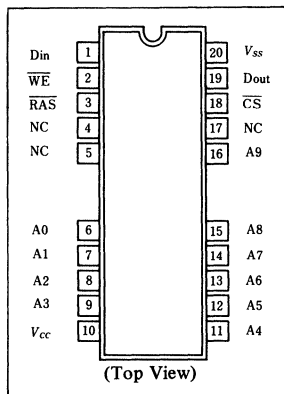 Din 1 20 Vss
WE 2 19 Dout
RAS 3 18 CS
NC 4 17 NC
NC 5 16 A9
A0 6 15 A8
A1 7 14 A7
A2 8 13 A6
A3 9 12 A5
Vcc 10 11 A4
(Top View)